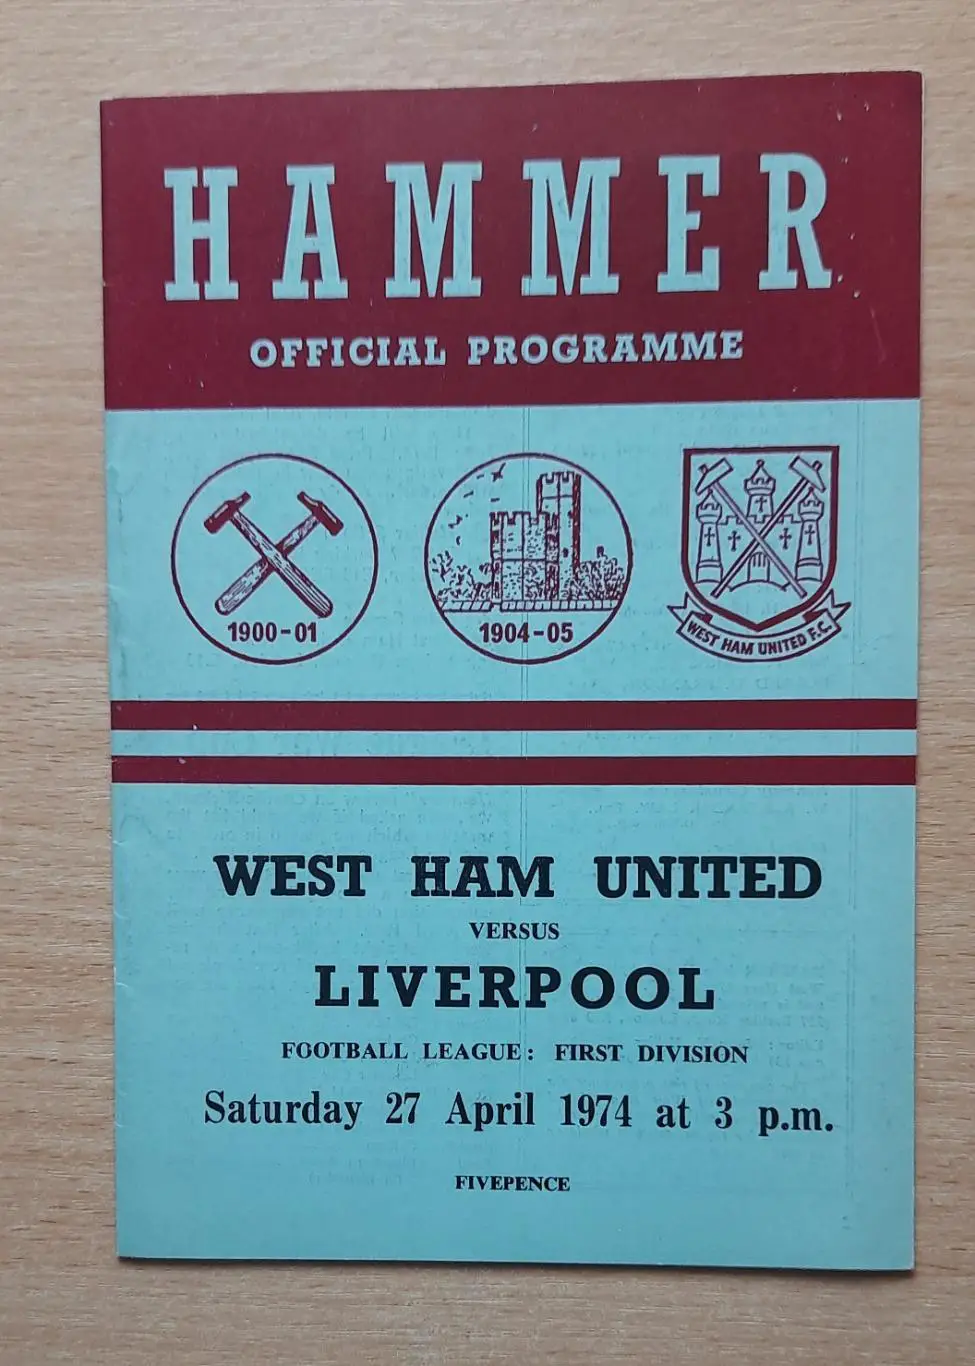 HAMMER
OFFICIAL PROGRAMME
1900-01
1904-05
WEST HAM UNITED F.C.
WEST HAM UNITED
VERSUS
LIVERPOOL
FOOTBALL LEAGUE: FIRST DIVISION
Saturday 27 April 1974 at 3 p.m.
FIVEPENCE